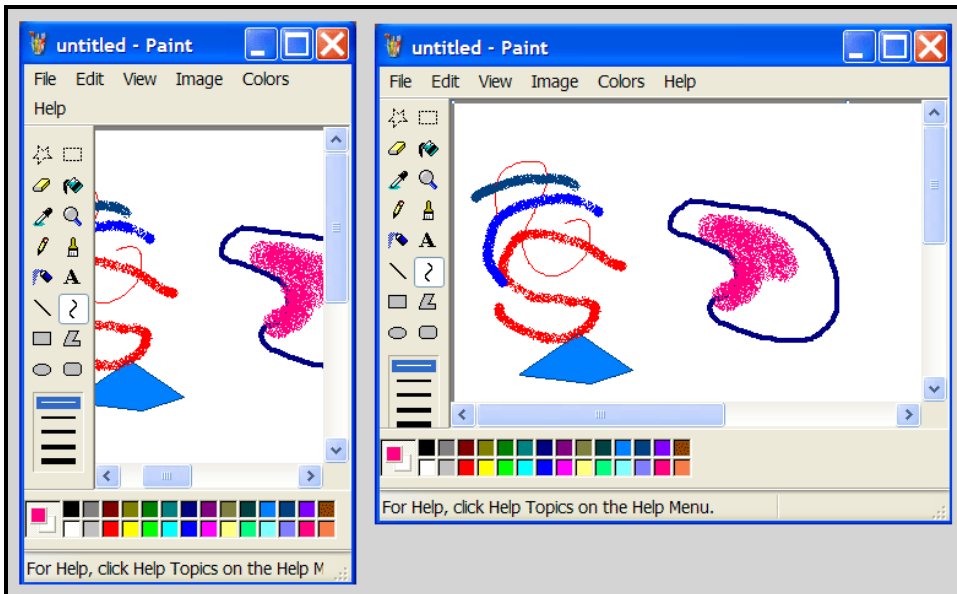 untitled - Paint
File Edit View Image Colors
Help
A
For Help, click Help Topics on the Help M
untitled - Paint
File Edit View Image Colors Help
A
For Help, click Help Topics on the Help Menu.